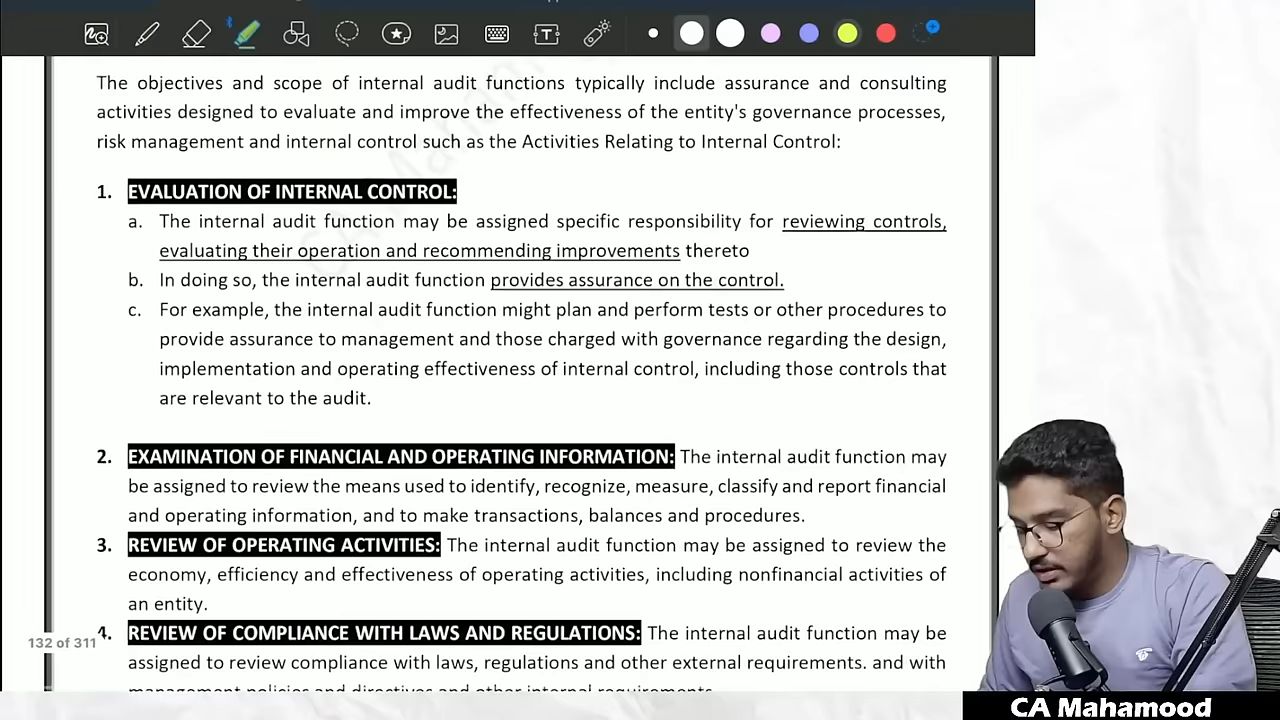 The objectives and scope of internal audit functions typically include assurance and consulting
activities designed to evaluate and improve the effectiveness of the entity's governance processes,
risk management and internal control such as the Activities Relating to Internal Control:
1. EVALUATION OF INTERNAL CONTROL:
a. The internal audit function may be assigned specific responsibility for reviewing controls,
evaluating their operation and recommending improvements thereto
b. In doing so, the internal audit function provides assurance on the control.
c. For example, the internal audit function might plan and perform tests or other procedures to
provide assurance to management and those charged with governance regarding the design,
implementation and operating effectiveness of internal control, including those controls that
are relevant to the audit.
2. EXAMINATION OF FINANCIAL AND OPERATING INFORMATION: The internal audit function may
be assigned to review the means used to identify, recognize, measure, classify and report financial
and operating information, and to make transactions, balances and procedures.
3. REVIEW OF OPERATING ACTIVITIES: The internal audit function may be assigned to review the
economy, efficiency and effectiveness of operating activities, including nonfinancial activities of
an entity.
132 of 311
4. REVIEW OF COMPLIANCE WITH LAWS AND REGULATIONS: The internal audit function may be
assigned to review compliance with laws, regulations and other external requirements. and with
management policies and directives and other internal requirements
CA Mahamood